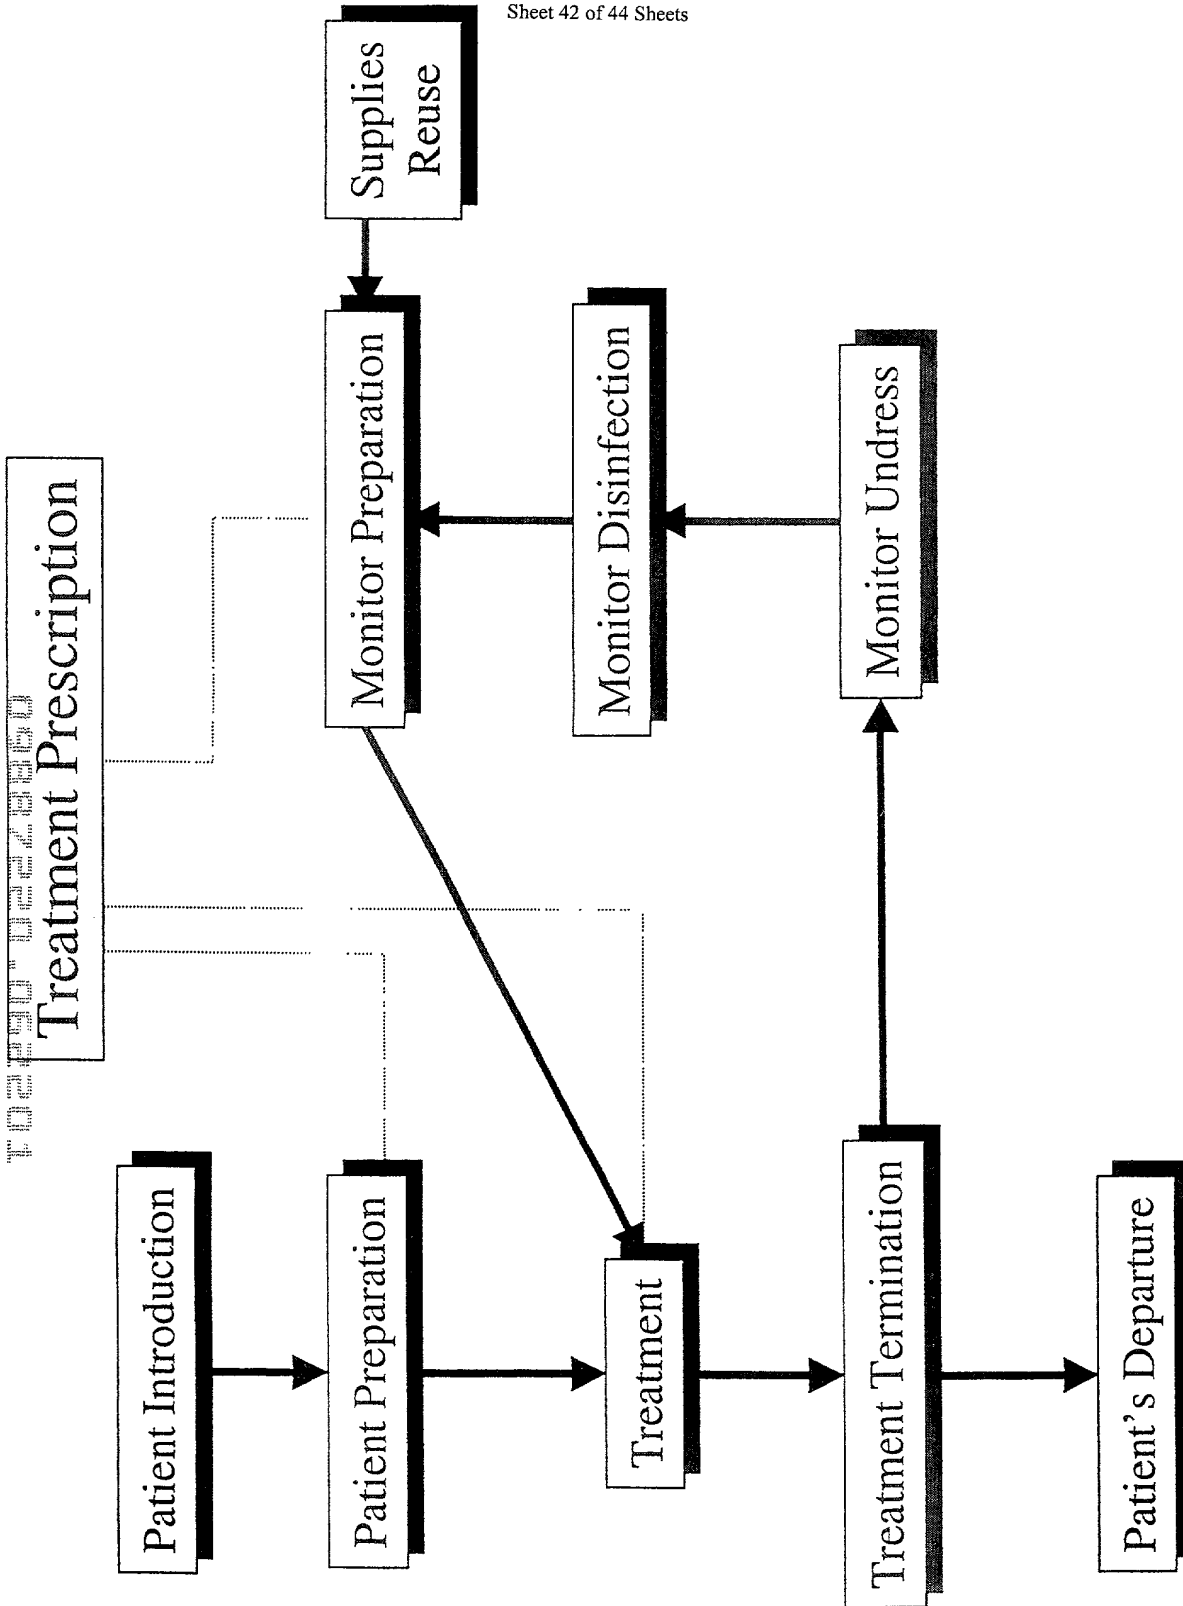 Sheet 42 of 44 Sheets
Treatment Prescription
Patient Introduction
Patient Preparation
Treatment
Treatment Termination
Patient's Departure
Monitor Preparation
Monitor Disinfection
Monitor Undress
Supplies
Reuse